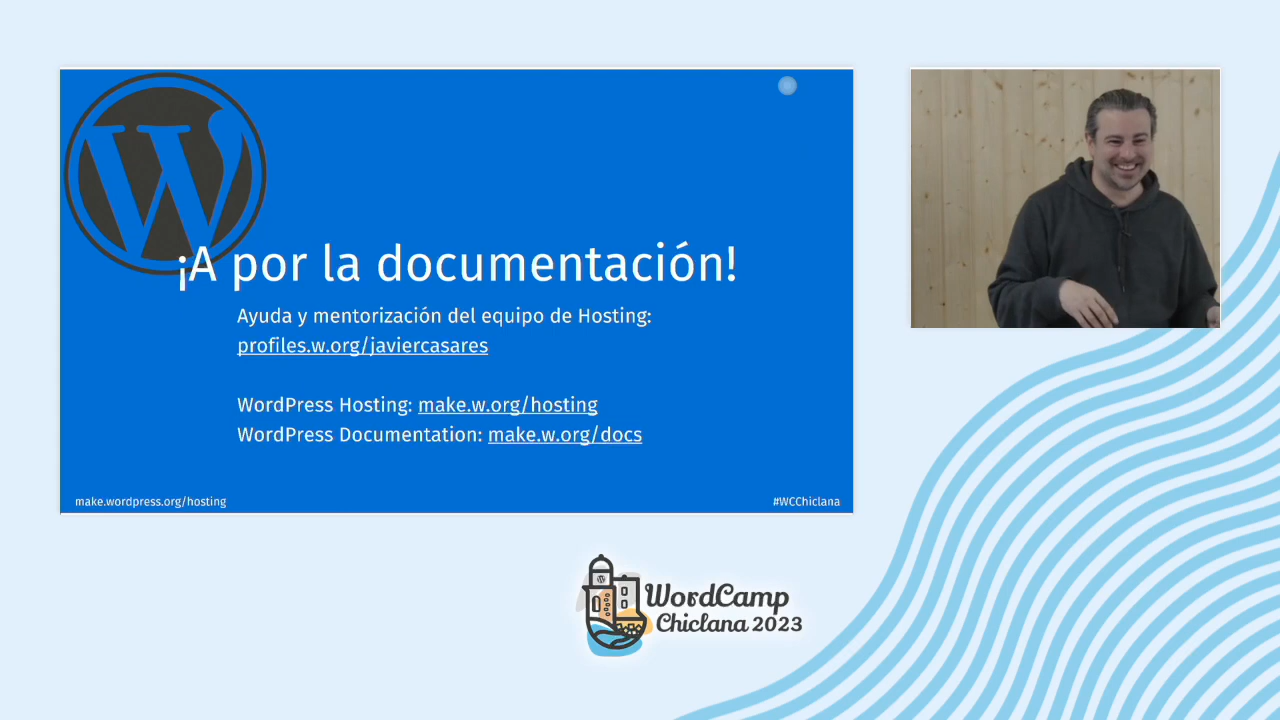 ¡A por la documentación!
Ayuda y mentorización del equipo de Hosting:
profiles.w.org/javiercasares
WordPress Hosting: make.w.org/hosting
WordPress Documentation: make.w.org/docs
make.wordpress.org/hosting
#WCChiclana
WordCamp
Chiclana 2023